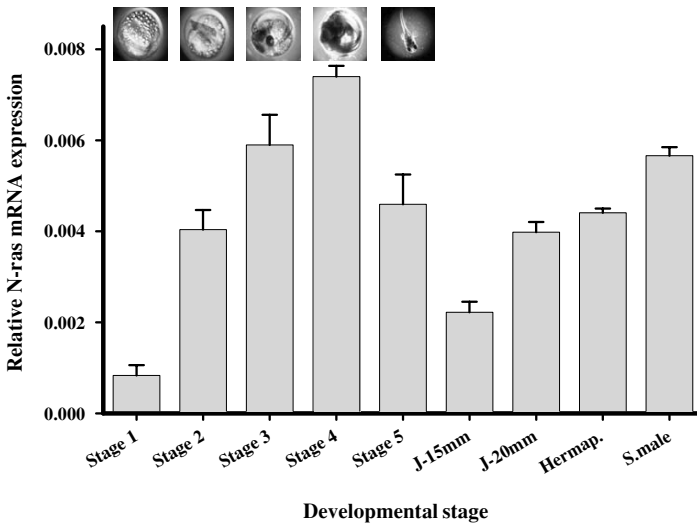 Relative N-ras mRNA expression
0.008
0.006
0.004
0.002
0.000
Stage 1
Stage 2
Stage 3
Stage 4
Stage 5
J-15mm
J-20mm
Hermap.
S.male
Developmental stage